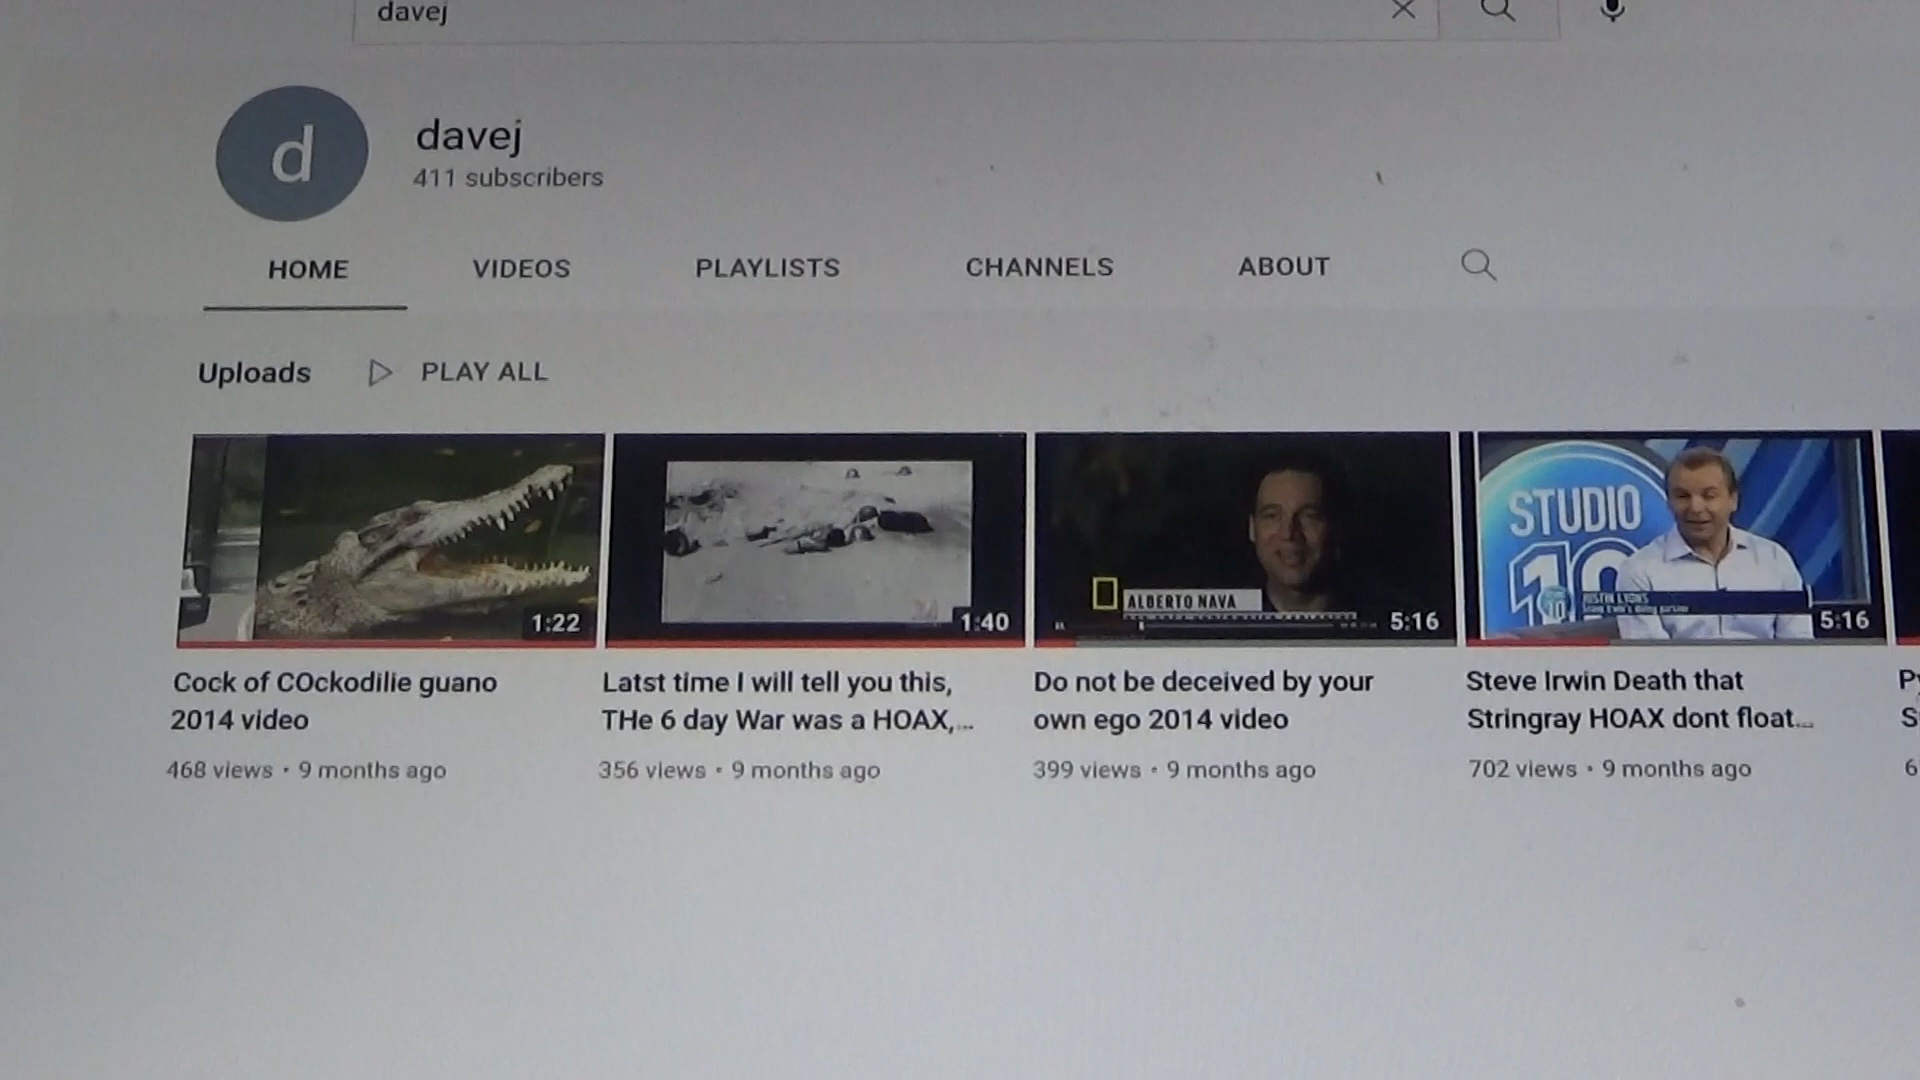 davej
d
davej
411 subscribers
HOME VIDEOS PLAYLISTS CHANNELS ABOUT
Uploads PLAY ALL
STUDIO
10
ALBERTO NAVA
JUSTIN LYONS
1:22 1:40 5:16 5:16
Cock of COckodilie guano
2014 video
468 views • 9 months ago
Latst time I will tell you this,
THe 6 day War was a HOAX,...
356 views • 9 months ago
Do not be deceived by your
own ego 2014 video
399 views • 9 months ago
Steve Irwin Death that
Stringray HOAX dont float...
702 views • 9 months ago
6